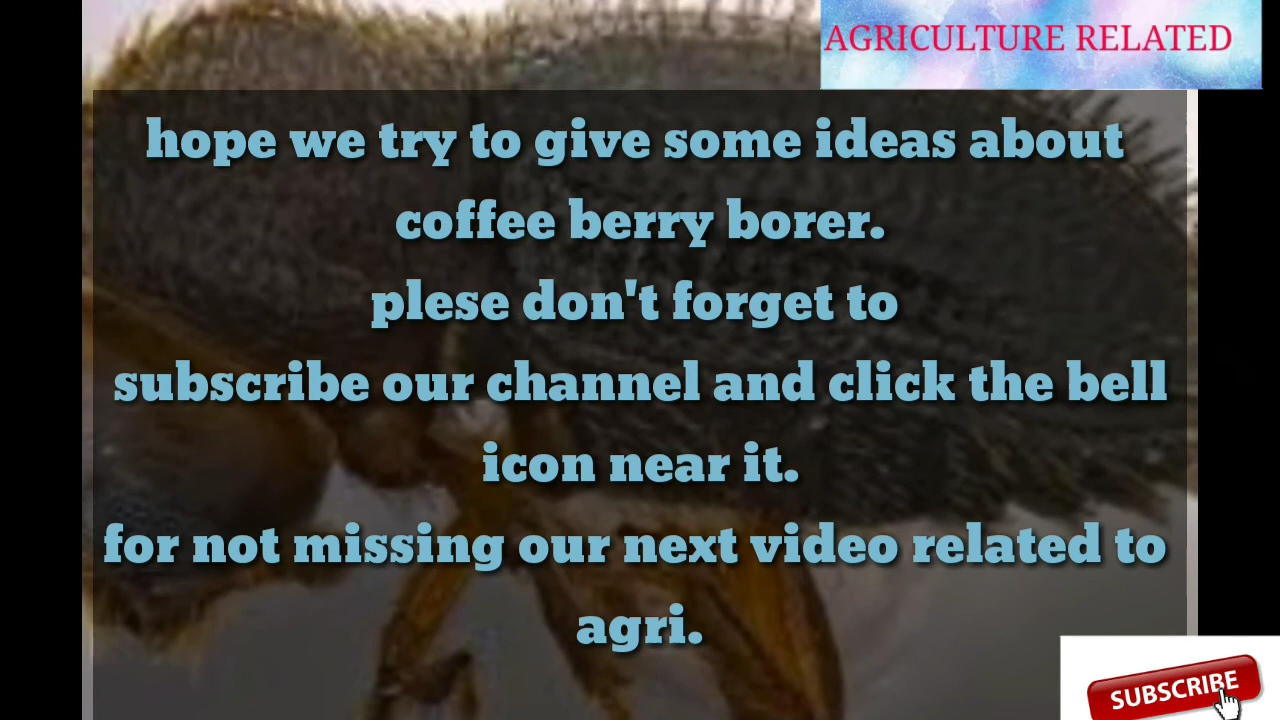 AGRICULTURE RELATED
hope we try to give some ideas about
coffee berry borer.
plese don't forget to
subscribe our channel and click the bell
icon near it.
for not missing our next video related to
agri.
SUBSCRIBE